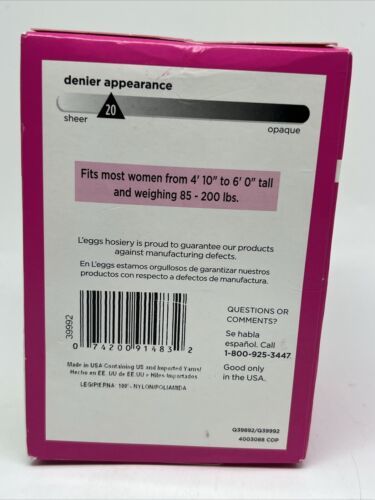 denier appearance
20
sheer
opaque
Fits most women from 4' 10" to 6' 0" tall
and weighing 85 - 200 lbs.
L'eggs hosiery is proud to guarantee our products
against manufacturing defects.
En L'eggs estamos orgullosos de garantizar nuestros
productos con respecto a defectos de manufactura.
39992
0 74200 91483 2
QUESTIONS OR
COMMENTS?
Se habla
español. Call
1-800-925-3447.
Good only
in the USA.
Made in USA Containing US and Imported Yarns/
Hecho en EE. UU de EE UU + Hilos Importados
LEG/PIERNA: 100% NYLON/POLIAMIDA
Q39892/Q39992
4003088 COP